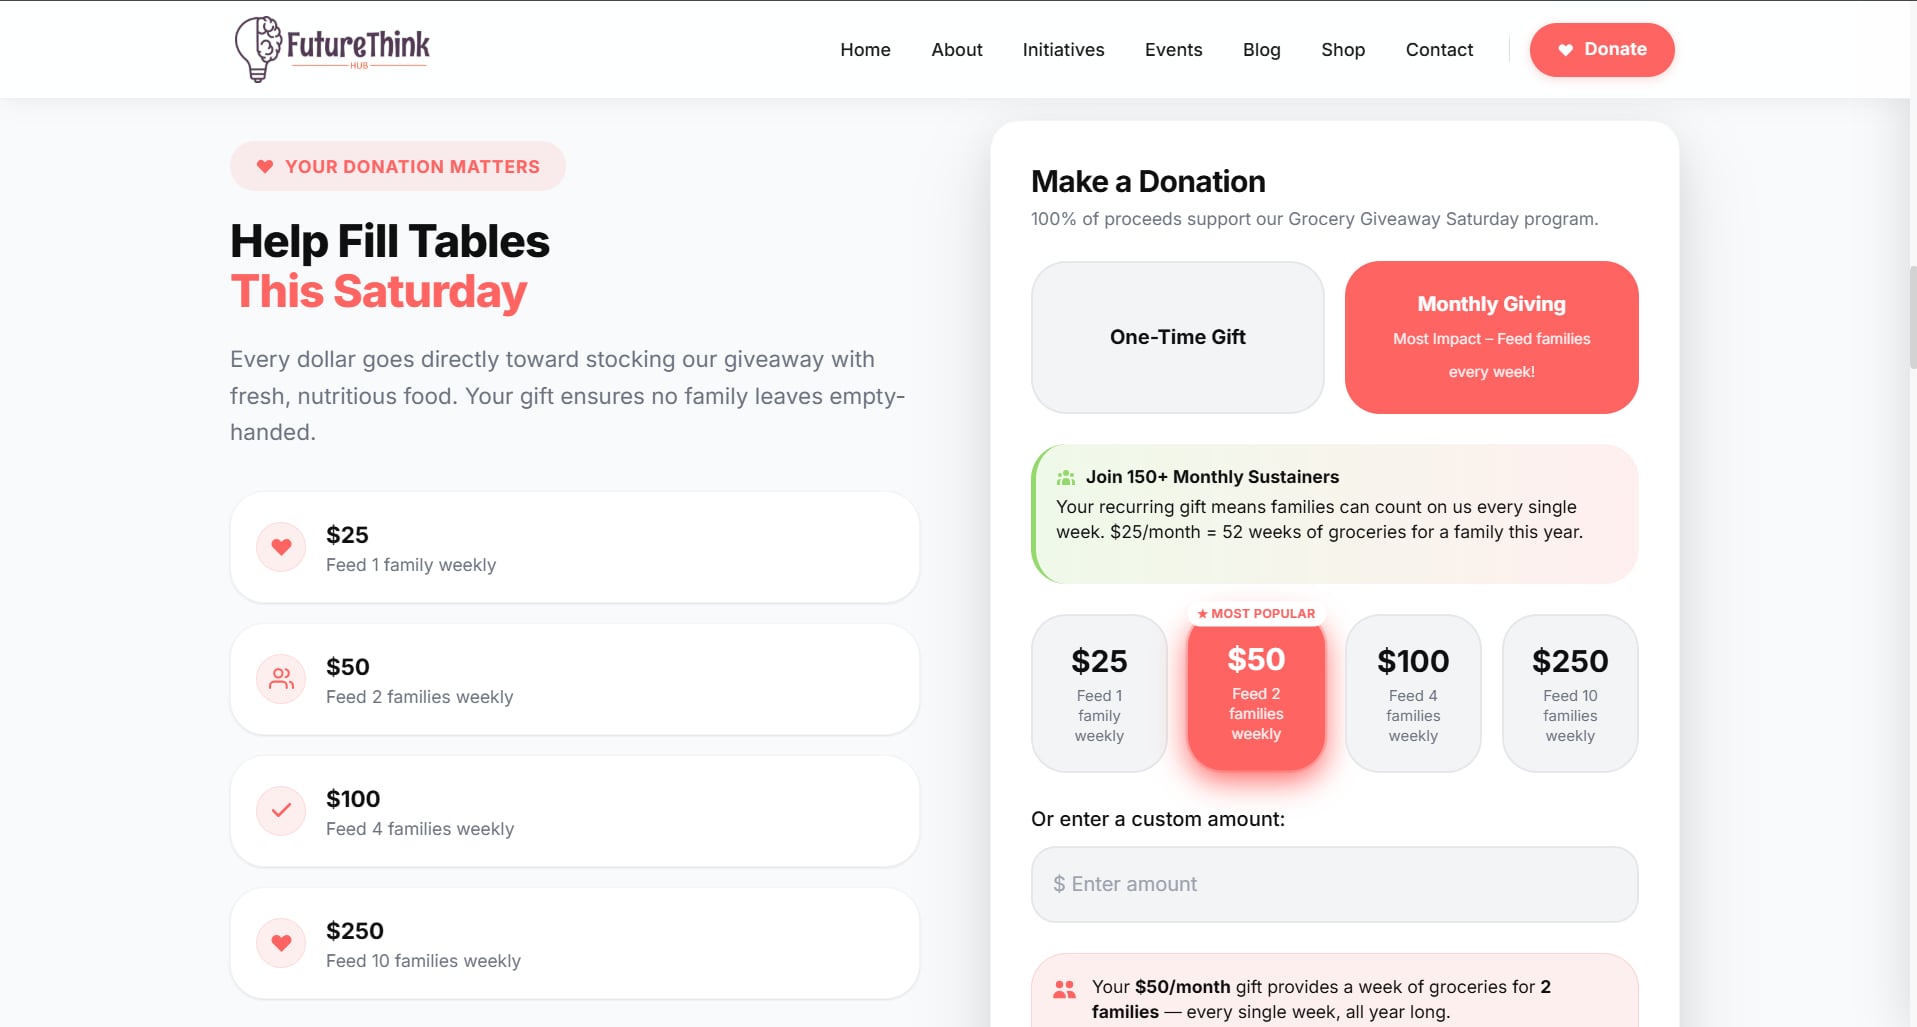 FutureThink
HUB
Home
About
Initiatives
Events
Blog
Shop
Contact
Donate
YOUR DONATION MATTERS
Help Fill Tables
This Saturday
Every dollar goes directly toward stocking our giveaway with
fresh, nutritious food. Your gift ensures no family leaves empty-
handed.
$25
Feed 1 family weekly
$50
Feed 2 families weekly
$100
Feed 4 families weekly
$250
Feed 10 families weekly
Make a Donation
100% of proceeds support our Grocery Giveaway Saturday program.
One-Time Gift
Monthly Giving
Most Impact – Feed families
every week!
Join 150+ Monthly Sustainers
Your recurring gift means families can count on us every single
week. $25/month = 52 weeks of groceries for a family this year.
$25
Feed 1
family
weekly
★ MOST POPULAR
$50
Feed 2
families
weekly
$100
Feed 4
families
weekly
$250
Feed 10
families
weekly
Or enter a custom amount:
$ Enter amount
Your $50/month gift provides a week of groceries for 2
families — every single week, all year long.